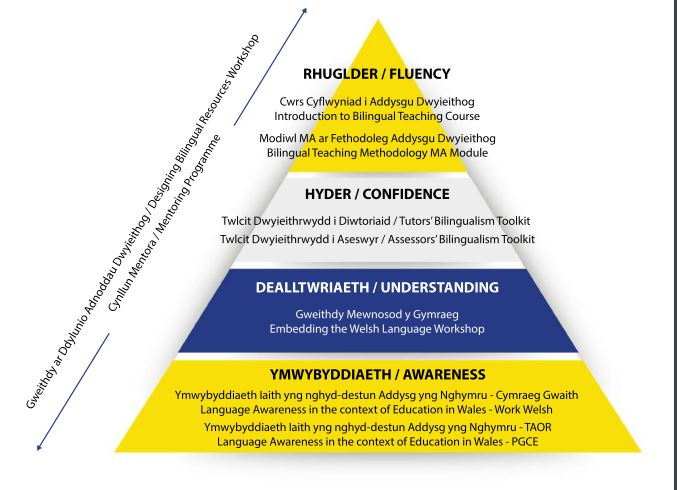 Gweithdy ar Ddylunio Adnoddau Dwyieithog / Designing Bilingual Resources Workshop
Cynllun Mentora / Mentoring Programme
RHUGLDER / FLUENCY
Cwrs Cyflwyniad i Addysgu Dwyieithog
Introduction to Bilingual Teaching Course
Modiwl MA ar Fethodoleg Addysgu Dwyieithog
Bilingual Teaching Methodology MA Module
HYDER / CONFIDENCE
Twlcit Dwyieithrwydd i Diwtoriaid / Tutors' Bilingualism Toolkit
Twlcit Dwyieithrwydd i Aseswyr / Assessors' Bilingualism Toolkit
DEALLTWRIAETH / UNDERSTANDING
Gweithdy Mewnosod y Gymraeg
Embedding the Welsh Language Workshop
YMWYBYDDIAETH / AWARENESS
Ymwybyddiaeth Iaith yng nghyd-destun Addysg yng Nghymru - Cymraeg Gwaith
Language Awareness in the context of Education in Wales - Work Welsh
Ymwybyddiaeth Iaith yng nghyd-destun Addysg yng Nghymru - TAOR
Language Awareness in the context of Education in Wales - PGCE